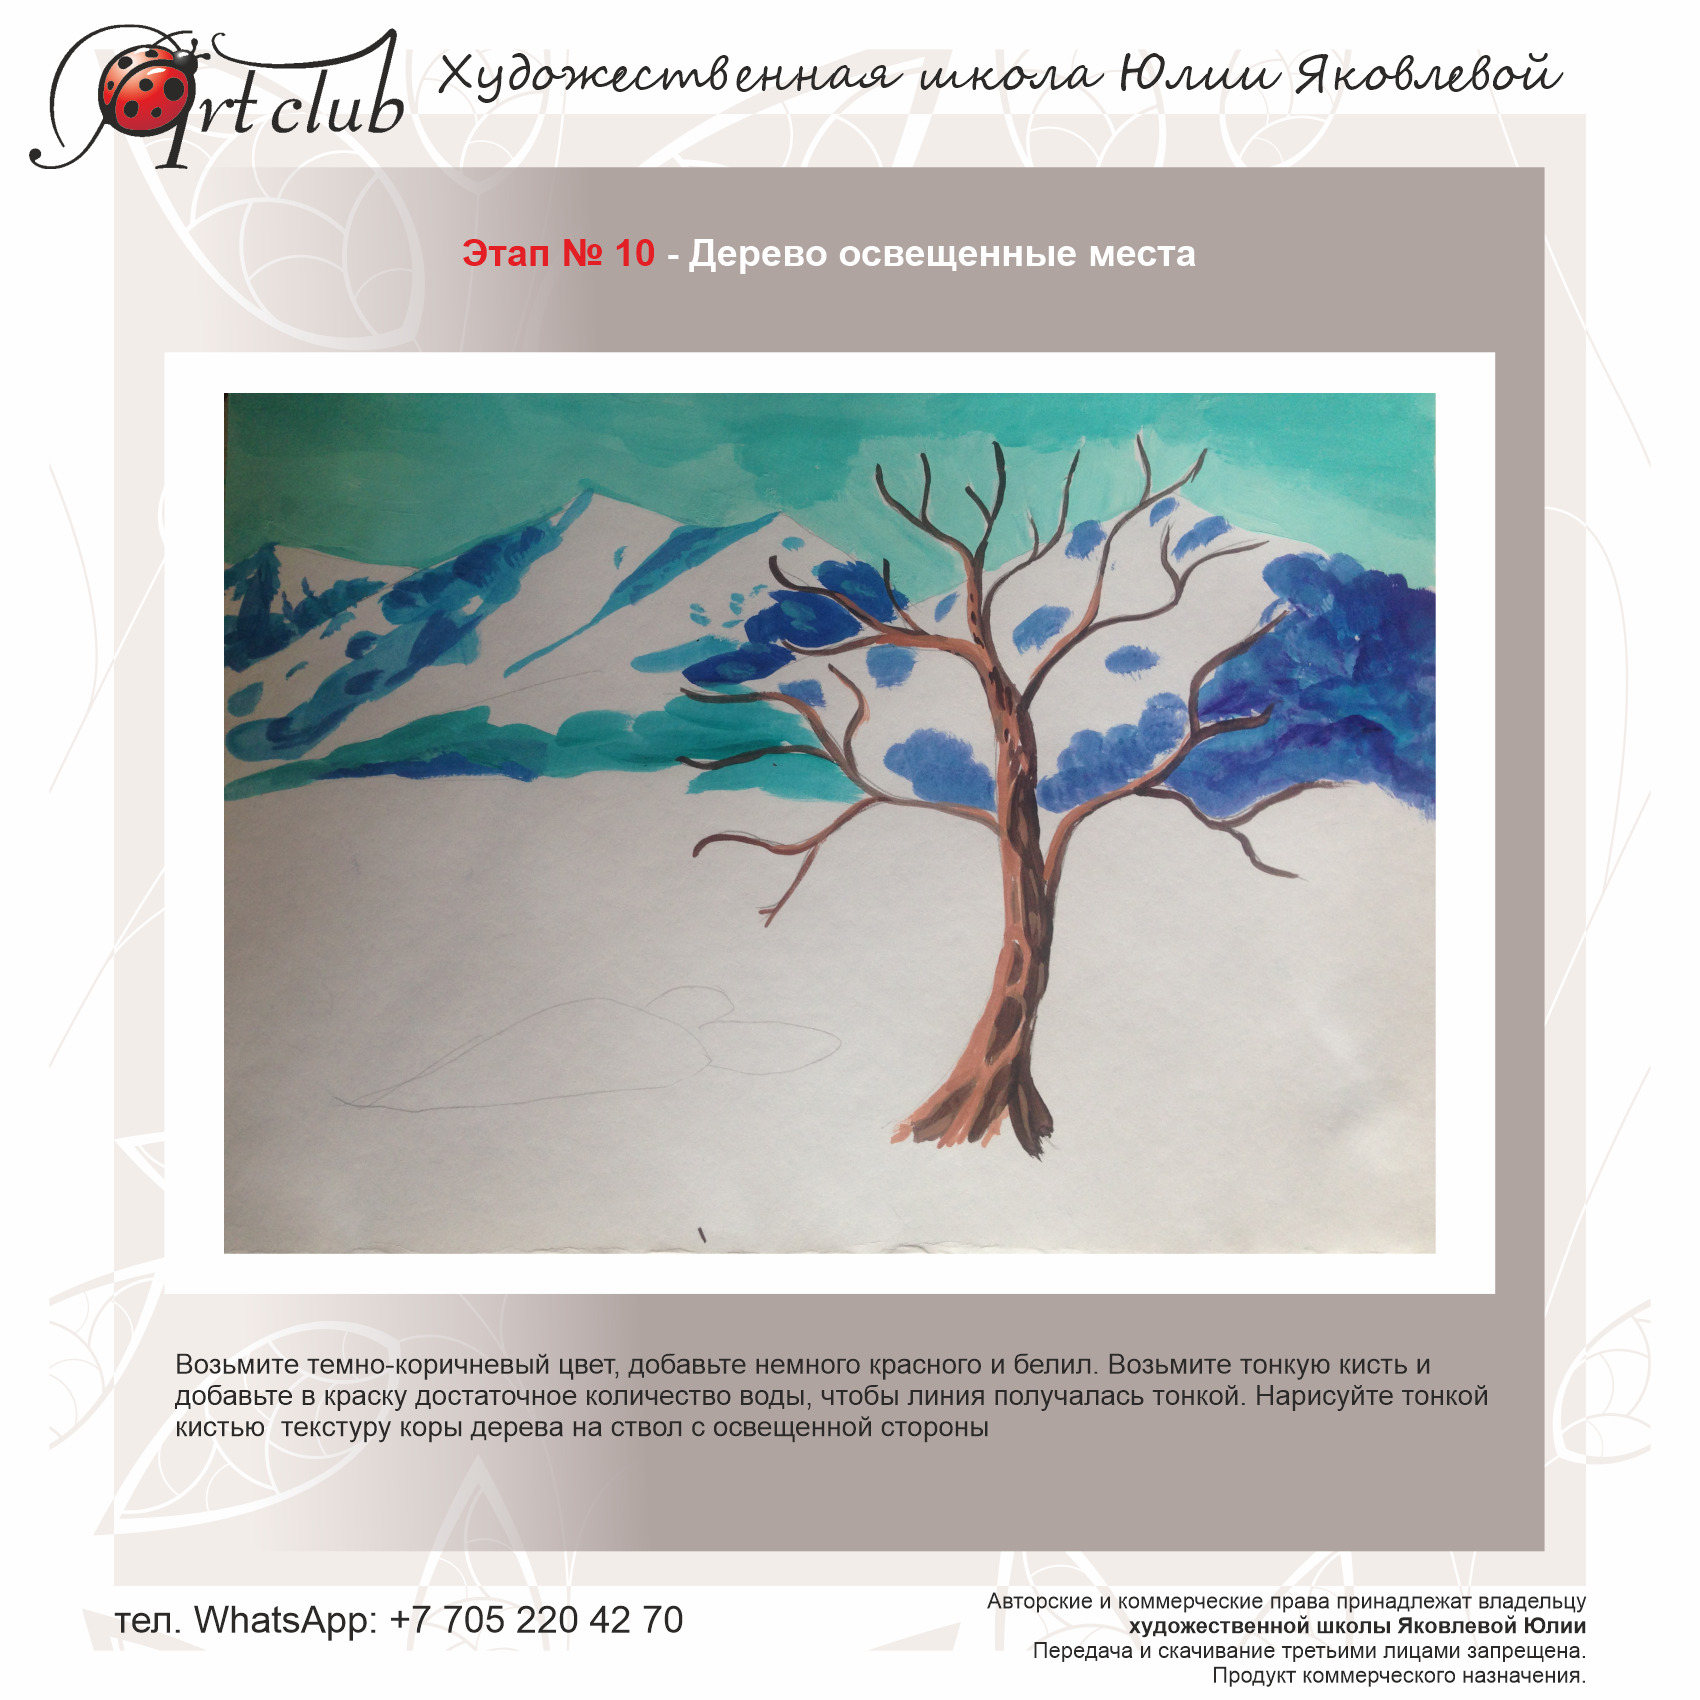 Art club
Художественная школа Юлии Яковлевой
Этап № 10 - Дерево освещенные места
Возьмите темно-коричневый цвет, добавьте немного красного и белил. Возьмите тонкую кисть и
добавьте в краску достаточное количество воды, чтобы линия получалась тонкой. Нарисуйте тонкой
кистью  текстуру коры дерева на ствол с освещенной стороны
тел. WhatsApp: +7 705 220 42 70
Авторские и коммерческие права принадлежат владельцу
художественной школы Яковлевой Юлии
Передача и скачивание третьими лицами запрещена.
Продукт коммерческого назначения.